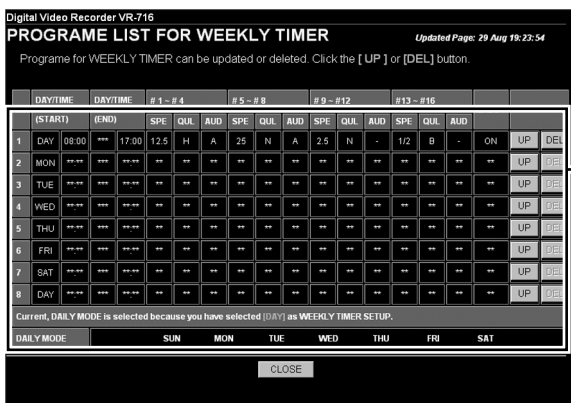 Digital Video Recorder VR-716
PROGRAME LIST FOR WEEKLY TIMER
Updated Page: 29 Aug 19:23:54
Programe for WEEKLY TIMER can be updated or deleted. Click the [ UP ] or [DEL] button.
DAY/TIME DAY/TIME # 1 ~ # 4 # 5 ~ # 8 # 9 ~ #12 #13 ~ #16
(START) (END) SPE QUL AUD SPE QUL AUD SPE QUL AUD SPE QUL AUD
1 DAY 08:00 *** 17:00 12.5 H A 25 N A 2.5 N - 1/2 B - ON UP DEL
2 MON **:** *** **:** ** ** ** ** ** ** ** ** ** ** ** ** ** UP DEL
3 TUE **:** *** **:** ** ** ** ** ** ** ** ** ** ** ** ** ** UP DEL
4 WED **:** *** **:** ** ** ** ** ** ** ** ** ** ** ** ** ** UP DEL
5 THU **:** *** **:** ** ** ** ** ** ** ** ** ** ** ** ** ** UP DEL
6 FRI **:** *** **:** ** ** ** ** ** ** ** ** ** ** ** ** ** UP DEL
7 SAT **:** *** **:** ** ** ** ** ** ** ** ** ** ** ** ** ** UP DEL
8 DAY **:** *** **:** ** ** ** ** ** ** ** ** ** ** ** ** ** UP DEL
Current, DAILY MODE is selected because you have selected [DAY] as WEEKLY TIMER SETUP.
DAILY MODE SUN MON TUE WED THU FRI SAT
CLOSE